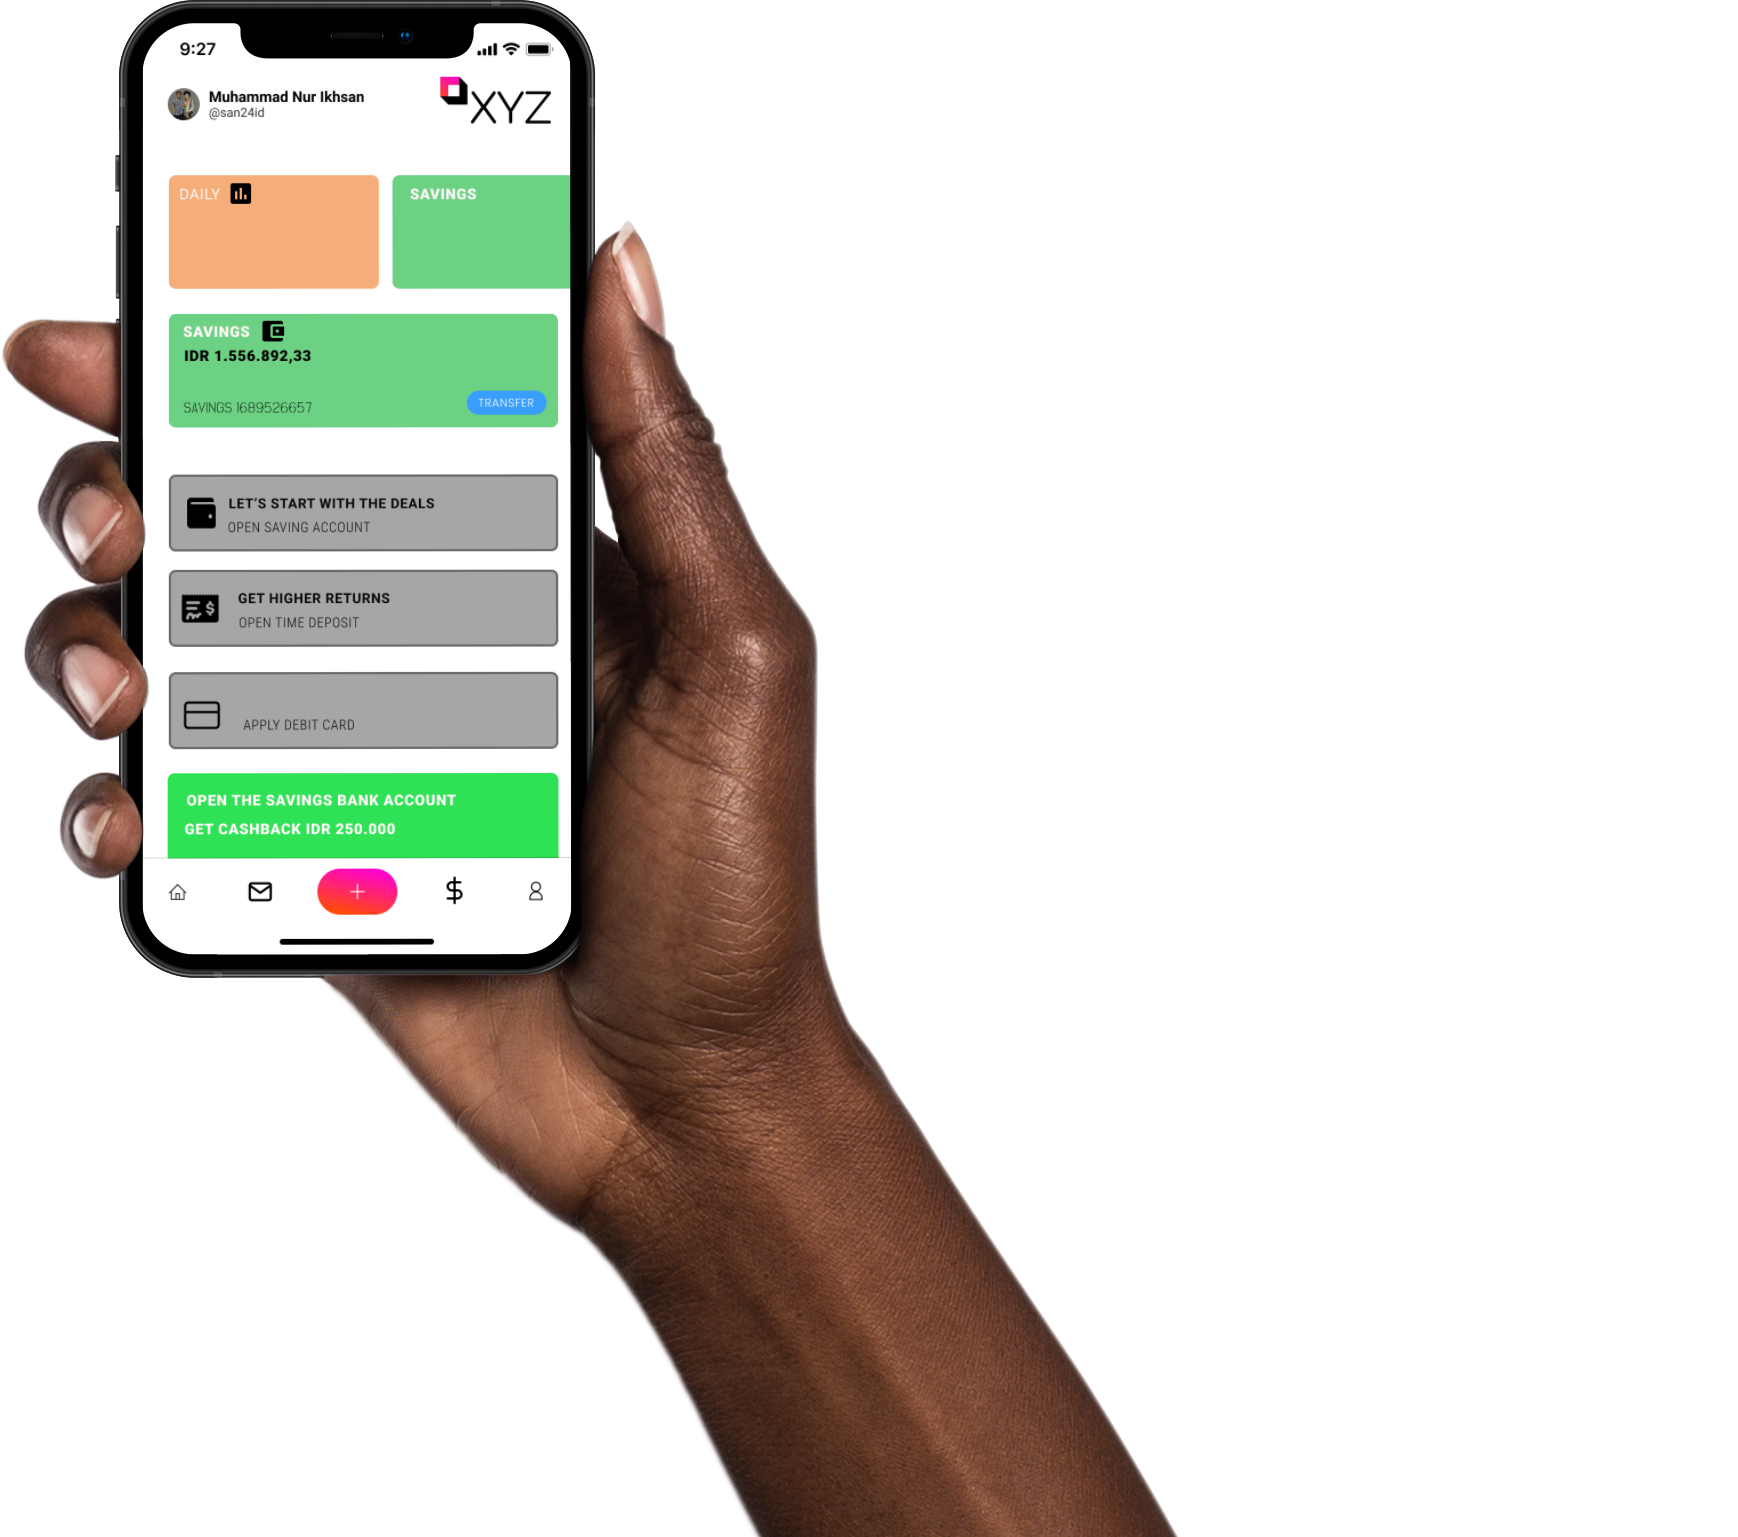 9:27
Muhammad Nur Ikhsan
@san24id
XYZ
DAILY
SAVINGS
SAVINGS
IDR 1.556.892,33
SAVINGS 1689526657
TRANSFER
LET'S START WITH THE DEALS
OPEN SAVING ACCOUNT
GET HIGHER RETURNS
OPEN TIME DEPOSIT
APPLY DEBIT CARD
OPEN THE SAVINGS BANK ACCOUNT
GET CASHBACK IDR 250.000